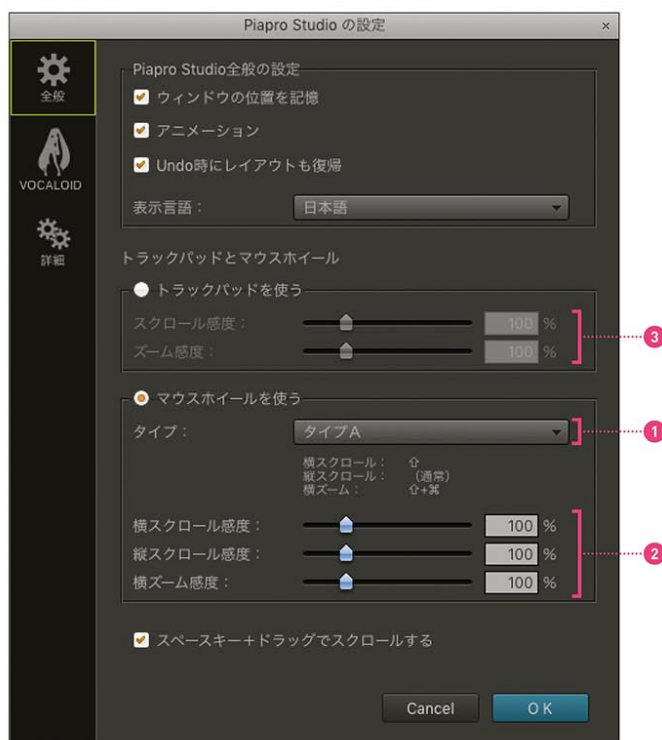 Piapro Studio の設定
×
全般
VOCALOID
詳細
Piapro Studio全般の設定
ウィンドウの位置を記憶
アニメーション
Undo時にレイアウトも復帰
表示言語： 日本語
トラックパッドとマウスホイール
トラックパッドを使う
スクロール感度： 100 %
ズーム感度： 100 %
3
マウスホイールを使う
タイプ： タイプA
1
横スクロール： ⇧
縦スクロール： （通常）
横ズーム： ⇧+⌘
横スクロール感度： 100 %
縦スクロール感度： 100 %
2
横ズーム感度： 100 %
スペースキー＋ドラッグでスクロールする
Cancel OK